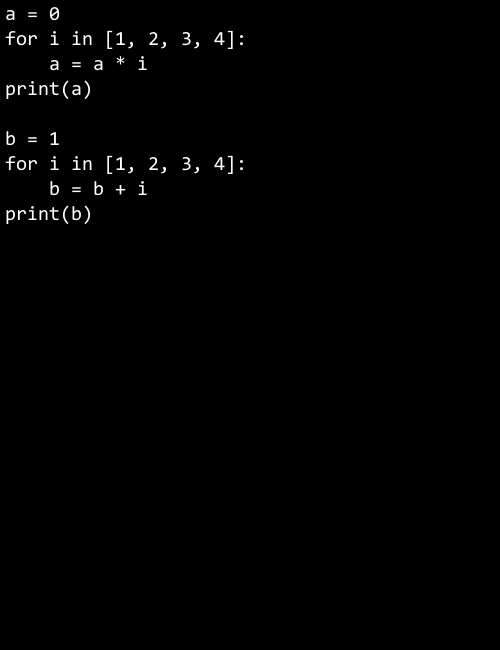 a = 0
for i in [1, 2, 3, 4]:
    a = a * i
print(a)

b = 1
for i in [1, 2, 3, 4]:
    b = b + i
print(b)